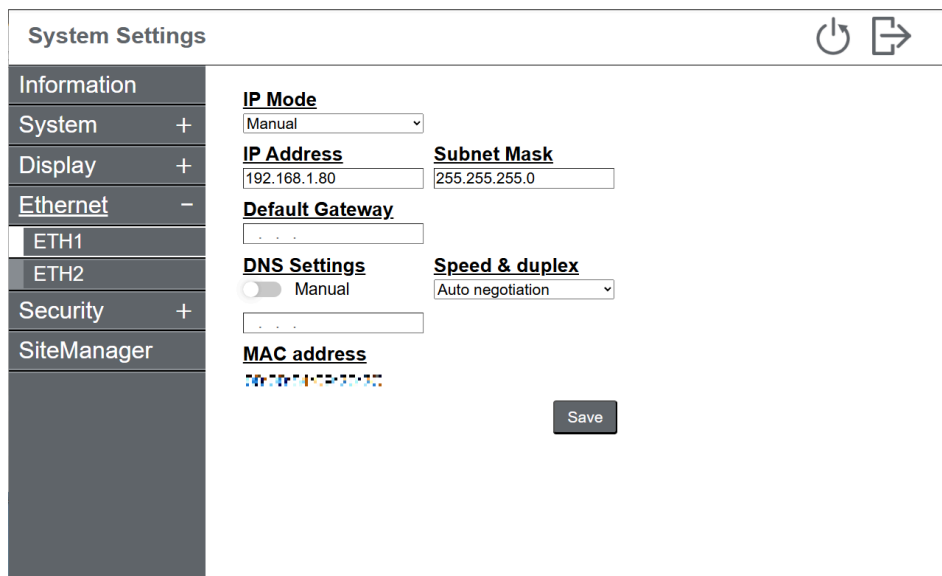 System Settings
Information
System +
Display +
Ethernet −
ETH1
ETH2
Security +
SiteManager
IP Mode
Manual
IP Address Subnet Mask
192.168.1.80 255.255.255.0
Default Gateway
. . .
DNS Settings Speed & duplex
Manual Auto negotiation
. . .
MAC address
Save